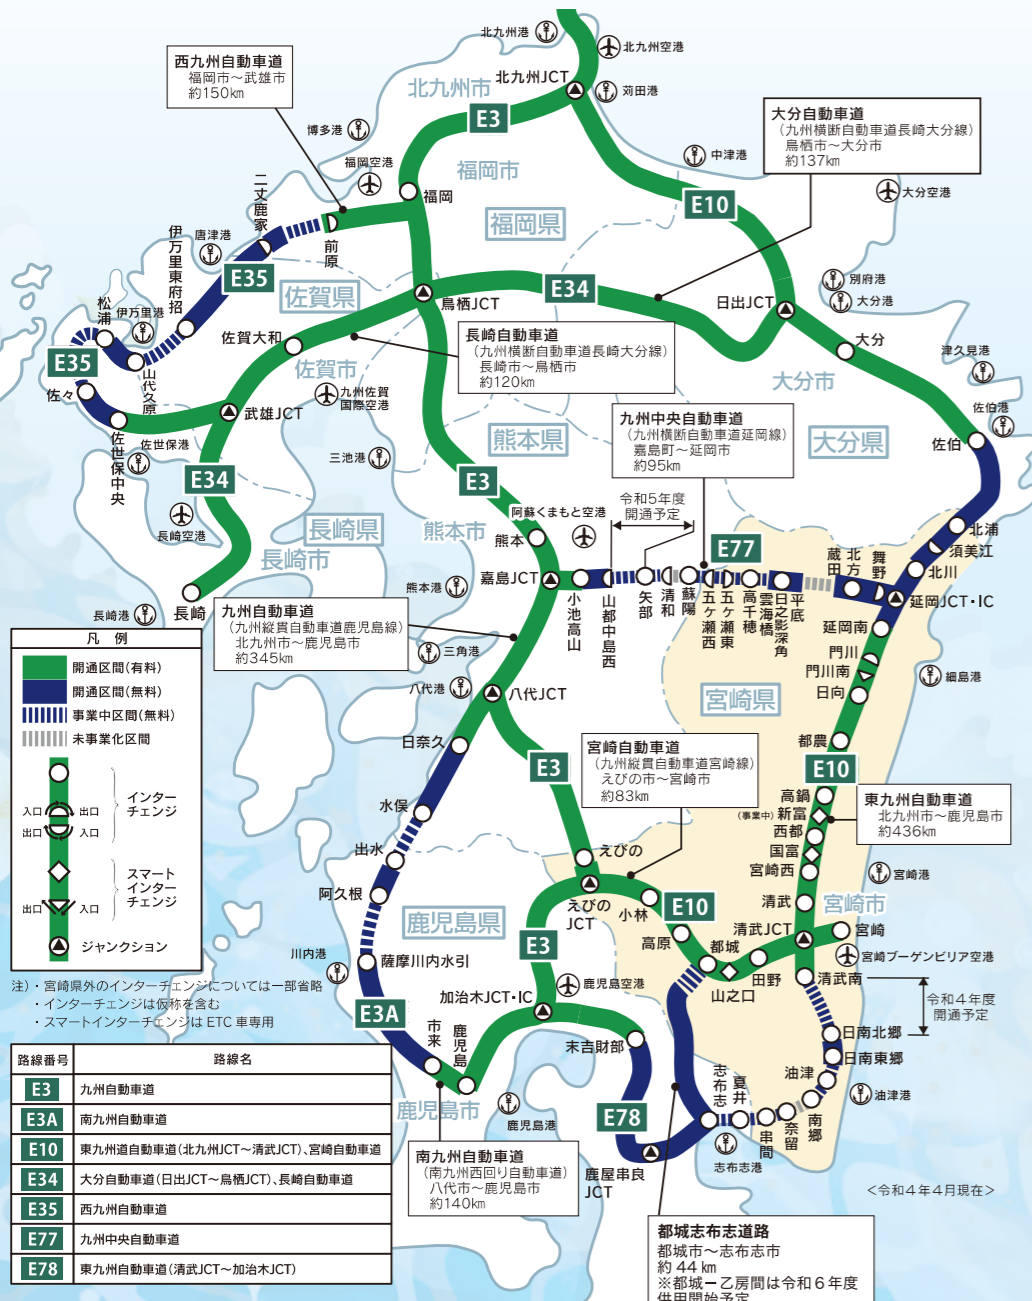 北九州港
北九州空港
西九州自動車道
福岡市～武雄市
約150km
北九州市
北九州JCT
苅田港
E3
大分自動車道
（九州横断自動車道長崎大分線）
鳥栖市～大分市
約137km
博多港
福岡空港
福岡市
中津港
二丈鹿家
福岡
E10
大分空港
伊万里東府招
唐津港
前原
福岡県
E35
別府港
松浦
伊万里港
佐賀県
鳥栖JCT
E34
日出JCT
大分港
佐賀大和
長崎自動車道
（九州横断自動車道長崎大分線）
長崎市～鳥栖市
約120km
大分
E35
山代久原
佐賀市
津久見港
佐々
九州佐賀
国際空港
大分市
武雄JCT
佐世保中央
佐世保港
九州中央自動車道
（九州横断自動車道延岡線）
嘉島町～延岡市
約95km
佐伯港
熊本県
大分県
佐伯
三池港
E34
E3
令和5年度
開通予定
長崎空港
長崎県
阿蘇くまもと空港
熊本市
熊本
E77
北浦
長崎市
須美江
蔵田
北方
舞野
北川
嘉島JCT
熊本港
小池高山
山都中島西
矢部
清和
蘇陽
五ヶ瀬西
五ヶ瀬東
高千穂
雲海橋
日之影深角
平底
延岡JCT・IC
長崎
長崎港
九州自動車道
（九州縦貫自動車道鹿児島線）
北九州市～鹿児島市
約345km
延岡南
凡例
三角港
門川
開通区間(有料)
門川南
細島港
八代港
八代JCT
宮崎県
日向
開通区間(無料)
事業中区間(無料)
未事業化区間
日奈久
宮崎自動車道
（九州縦貫自動車道宮崎線）
えびの市～宮崎市
約83km
都農
E3
E10
入口
出口
出口
入口
インター
チェンジ
水俣
高鍋
東九州自動車道
北九州市～鹿児島市
約436km
（事業中）新富
西都
出水
えびの
国富
スマート
インター
チェンジ
出口
入口
宮崎西
宮崎港
阿久根
えびの
JCT
小林
清武
鹿児島県
E10
宮崎市
ジャンクション
高原
清武JCT
宮崎
E3
都城
川内港
薩摩川内水引
宮崎ブーゲンビリア空港
注）・宮崎県外のインターチェンジについては一部省略
・インターチェンジは仮称を含む
・スマートインターチェンジはETC車専用
田野
清武南
鹿児島空港
山之口
加治木JCT・IC
令和4年度
開通予定
E3A
市来
鹿児島
末吉財部
日南北郷
日南東郷
油津
油津港
志布志
夏井
串間
奈留
南郷
鹿児島市
鹿児島港
E78
志布志港
南九州自動車道
（南九州西回り自動車道）
八代市～鹿児島市
約140km
鹿屋串良
JCT
＜令和4年4月現在＞
都城志布志道路
都城市～志布志市
約44km
※都城ー乙房間は令和6年度
供用開始予定
路線番号 路線名
E3 九州自動車道
E3A 南九州自動車道
E10 東九州道自動車道(北九州JCT～清武JCT)、宮崎自動車道
E34 大分自動車道(日出JCT～鳥栖JCT)、長崎自動車道
E35 西九州自動車道
E77 九州中央自動車道
E78 東九州自動車道(清武JCT～加治木JCT)